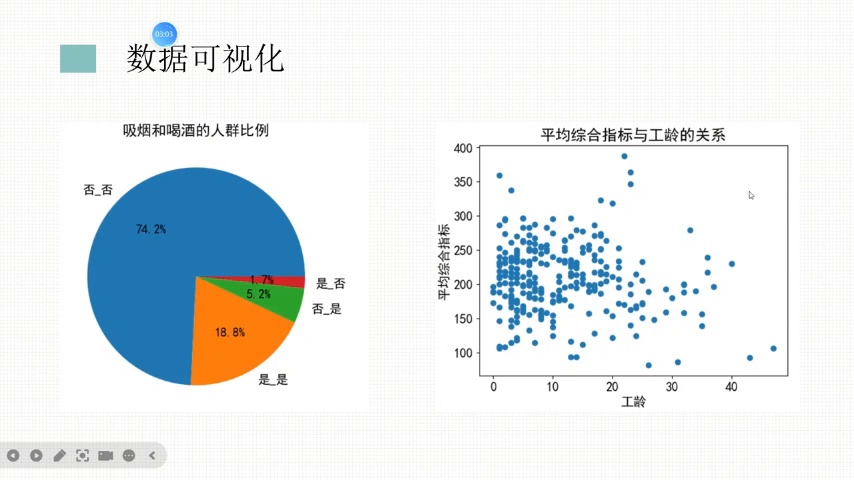 03:03
数据可视化
吸烟和喝酒的人群比例
否_否
74.2%
1.7%
是_否
5.2%
否_是
18.8%
是_是
平均综合指标与工龄的关系
400
350
300
250
200
150
100
平均综合指标
0 10 20 30 40
工龄